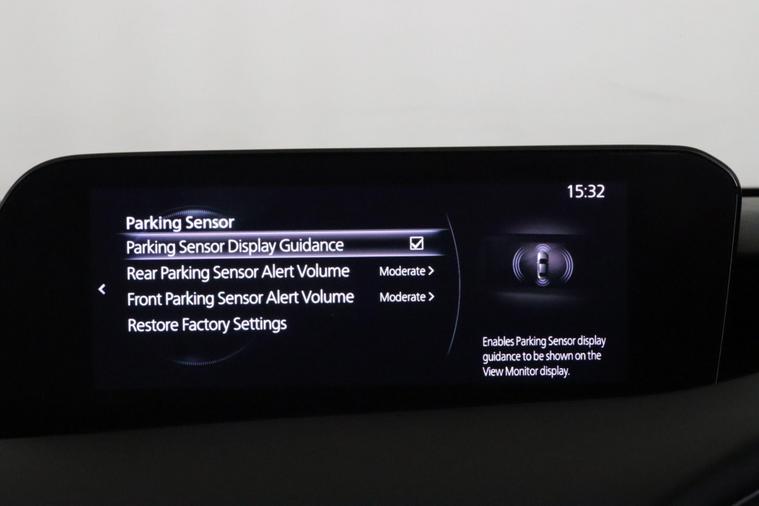 15:32
Parking Sensor
Parking Sensor Display Guidance
Rear Parking Sensor Alert Volume Moderate
Front Parking Sensor Alert Volume Moderate
Restore Factory Settings
Enables Parking Sensor display
guidance to be shown on the
View Monitor display.